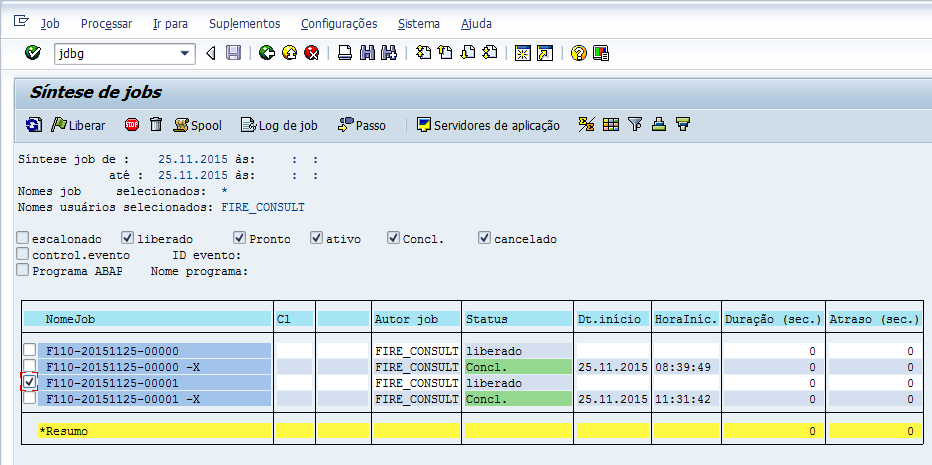 Job Processar Ir para Suplementos Configurações Sistema Ajuda
jdbg
Síntese de jobs
Liberar STOP Spool Log de job Passo Servidores de aplicação
Síntese job de : 25.11.2015 às: : :
até : 25.11.2015 às: : :
Nomes job selecionados: *
Nomes usuários selecionados: FIRE_CONSULT
escalonado liberado Pronto ativo Concl. cancelado
control.evento ID evento:
Programa ABAP Nome programa:
NomeJob Cl Autor job Status Dt.início HoraIníc. Duração (sec.) Atraso (sec.)
F110-20151125-00000 FIRE_CONSULT liberado 0 0
F110-20151125-00000 -X FIRE_CONSULT Concl. 25.11.2015 08:39:49 0 0
F110-20151125-00001 FIRE_CONSULT liberado 0 0
F110-20151125-00001 -X FIRE_CONSULT Concl. 25.11.2015 11:31:42 0 0
*Resumo 0 0